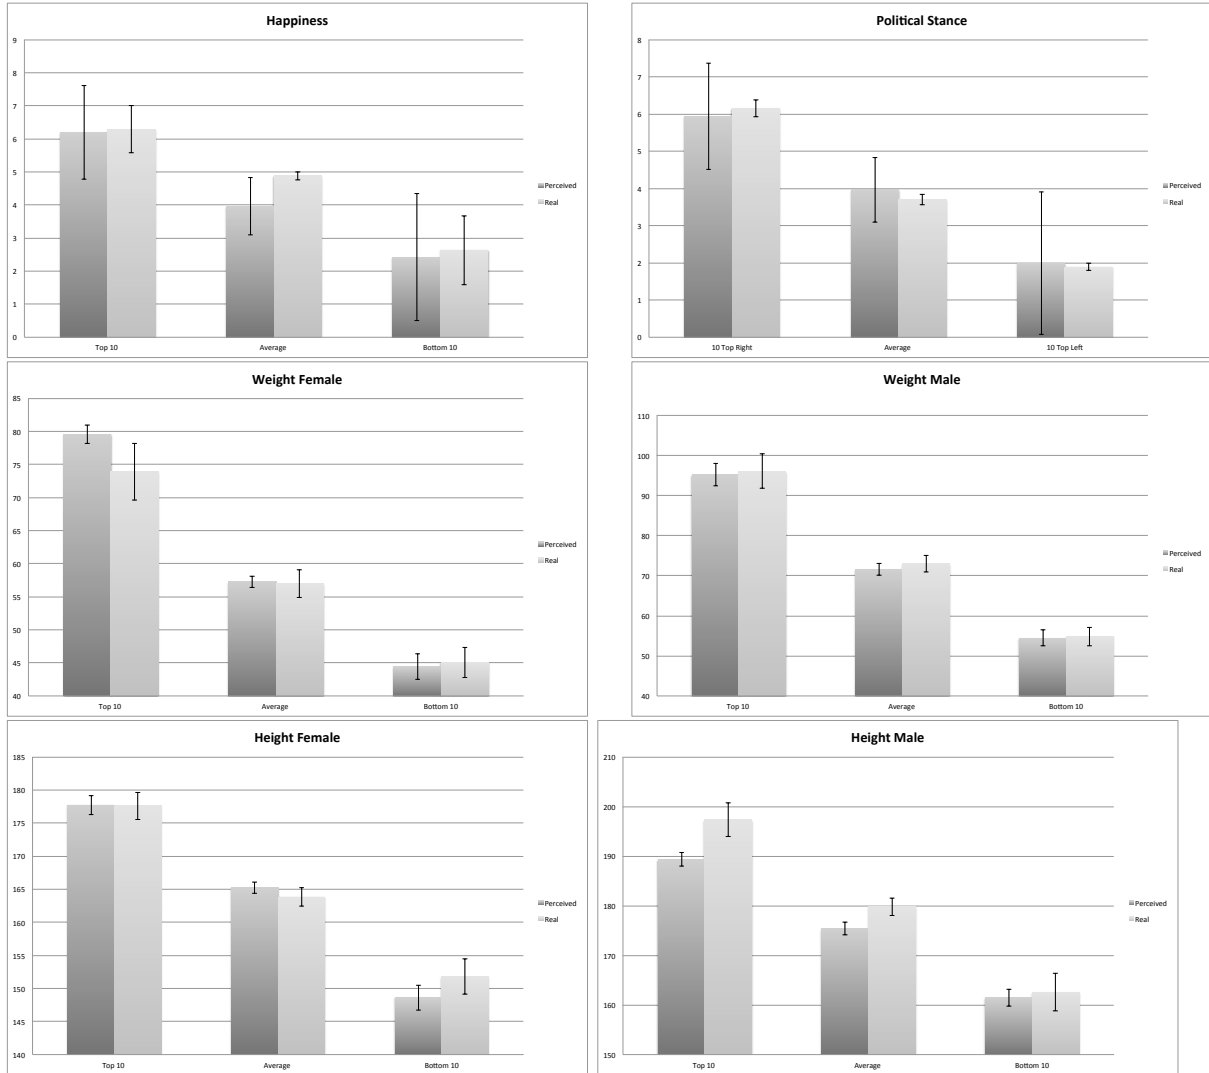 Happiness
9
8
7
6
5
4
3
2
1
0
Top 10
Average
Bottom 10
Perceived
Real
Political Stance
8
7
6
5
4
3
2
1
0
10 Top Right
Average
10 Top Left
Perceived
Real
Weight Female
85
80
75
70
65
60
55
50
45
40
Top 10
Average
Bottom 10
Perceived
Real
Weight Male
110
100
90
80
70
60
50
40
Top 10
Average
Bottom 10
Perceived
Real
Height Female
185
180
175
170
165
160
155
150
145
140
Top 10
Average
Bottom 10
Perceived
Real
Height Male
210
200
190
180
170
160
150
Top 10
Average
Bottom 10
Perceived
Real